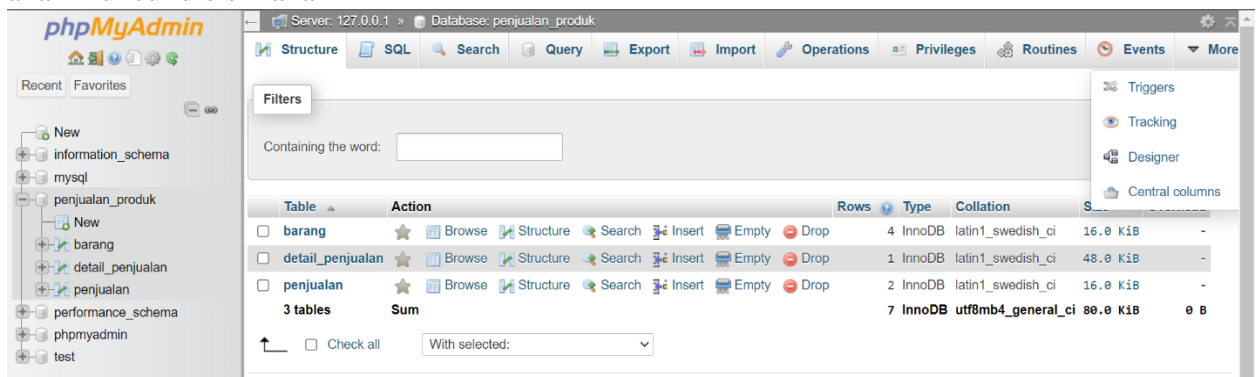 phpMyAdmin
Recent Favorites
New
information_schema
mysql
penjualan_produk
New
barang
detail_penjualan
penjualan
performance_schema
phpmyadmin
test
Server: 127.0.0.1 » Database: penjualan_produk
Structure SQL Search Query Export Import Operations Privileges Routines Events More
Triggers
Tracking
Designer
Central columns
Filters
Containing the word:
Table Action Rows Type Collation
barang Browse Structure Search Insert Empty Drop 4 InnoDB latin1_swedish_ci 16.0 KiB -
detail_penjualan Browse Structure Search Insert Empty Drop 1 InnoDB latin1_swedish_ci 48.0 KiB -
penjualan Browse Structure Search Insert Empty Drop 2 InnoDB latin1_swedish_ci 16.0 KiB -
3 tables Sum 7 InnoDB utf8mb4_general_ci 80.0 KiB 0 B
Check all With selected: